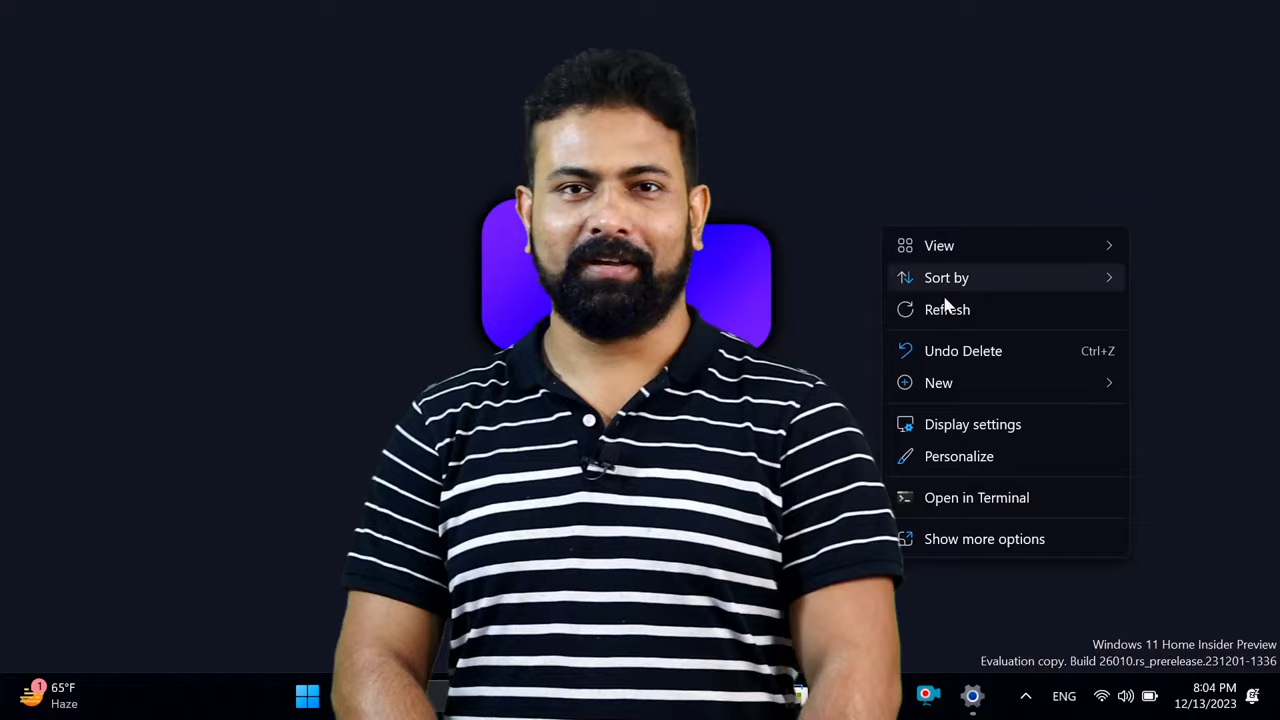 View
Sort by
Refresh
Undo Delete Ctrl+Z
New
Display settings
Personalize
Open in Terminal
Show more options
Windows 11 Home Insider Preview
Evaluation copy. Build 26010.rs_prerelease.231201-1336
1
65°F
Haze
ENG
8:04 PM
12/13/2023